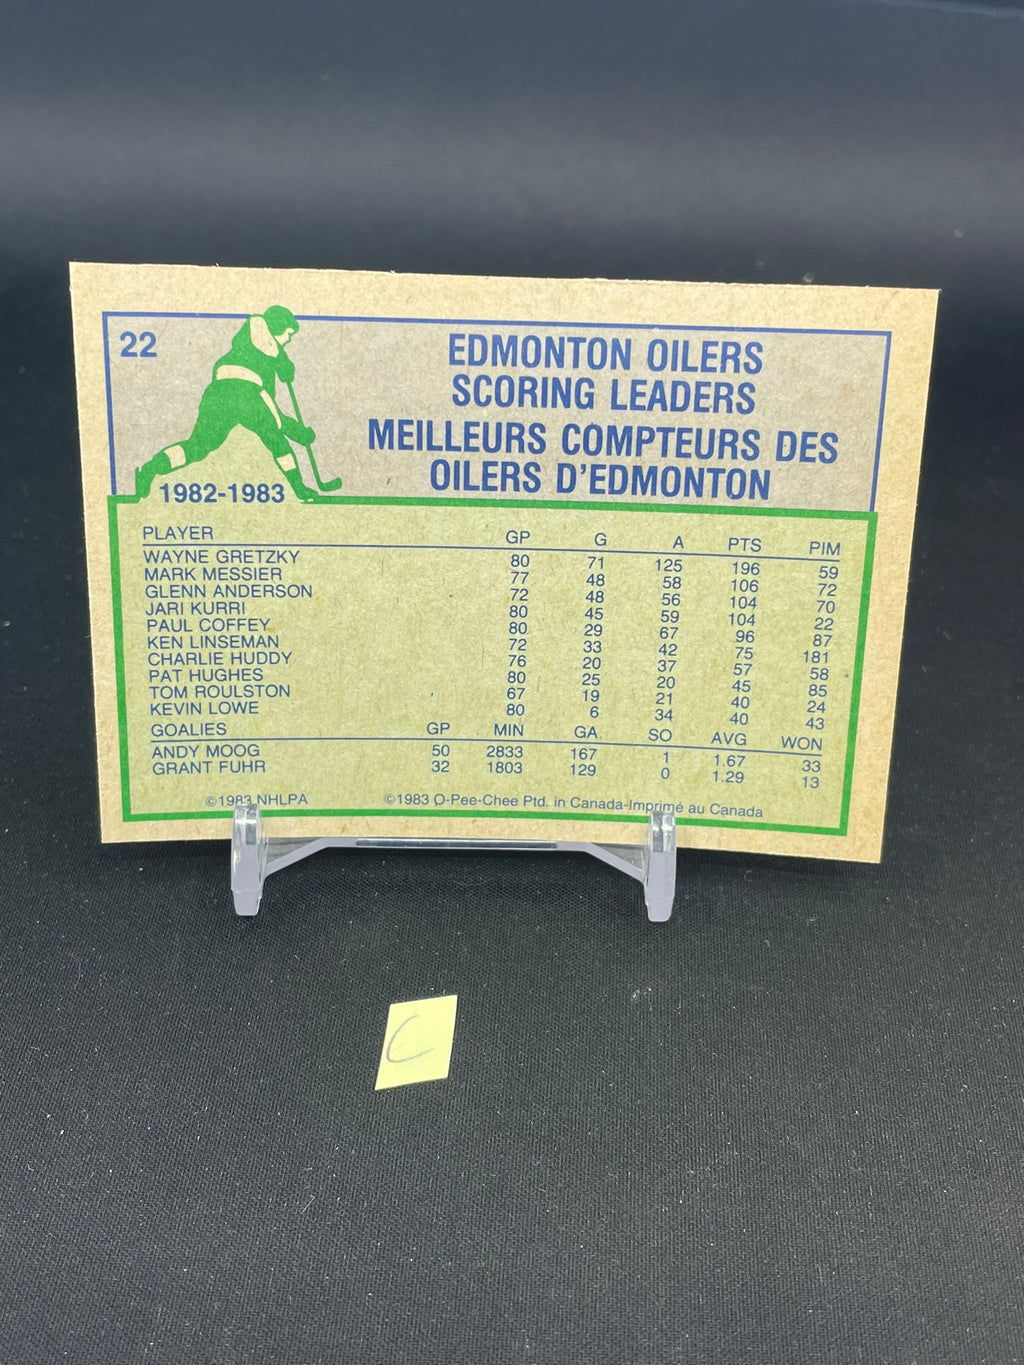 22
EDMONTON OILERS
SCORING LEADERS
MEILLEURS COMPTEURS DES
OILERS D'EDMONTON
1982-1983
PLAYER GP G A PTS PIM
WAYNE GRETZKY 80 71 125 196 59
MARK MESSIER 77 48 58 106 72
GLENN ANDERSON 72 48 56 104 70
JARI KURRI 80 45 59 104 22
PAUL COFFEY 80 29 67 96 87
KEN LINSEMAN 72 33 42 75 181
CHARLIE HUDDY 76 20 37 57 58
PAT HUGHES 80 25 20 45 85
TOM ROULSTON 67 19 21 40 24
KEVIN LOWE 80 6 34 40 43
GOALIES GP MIN GA SO AVG WON
ANDY MOOG 50 2833 167 1 1.67 33
GRANT FUHR 32 1803 129 0 1.29 13
©1983 NHLPA ©1983 O-Pee-Chee Ptd. in Canada-Imprimé au Canada
C